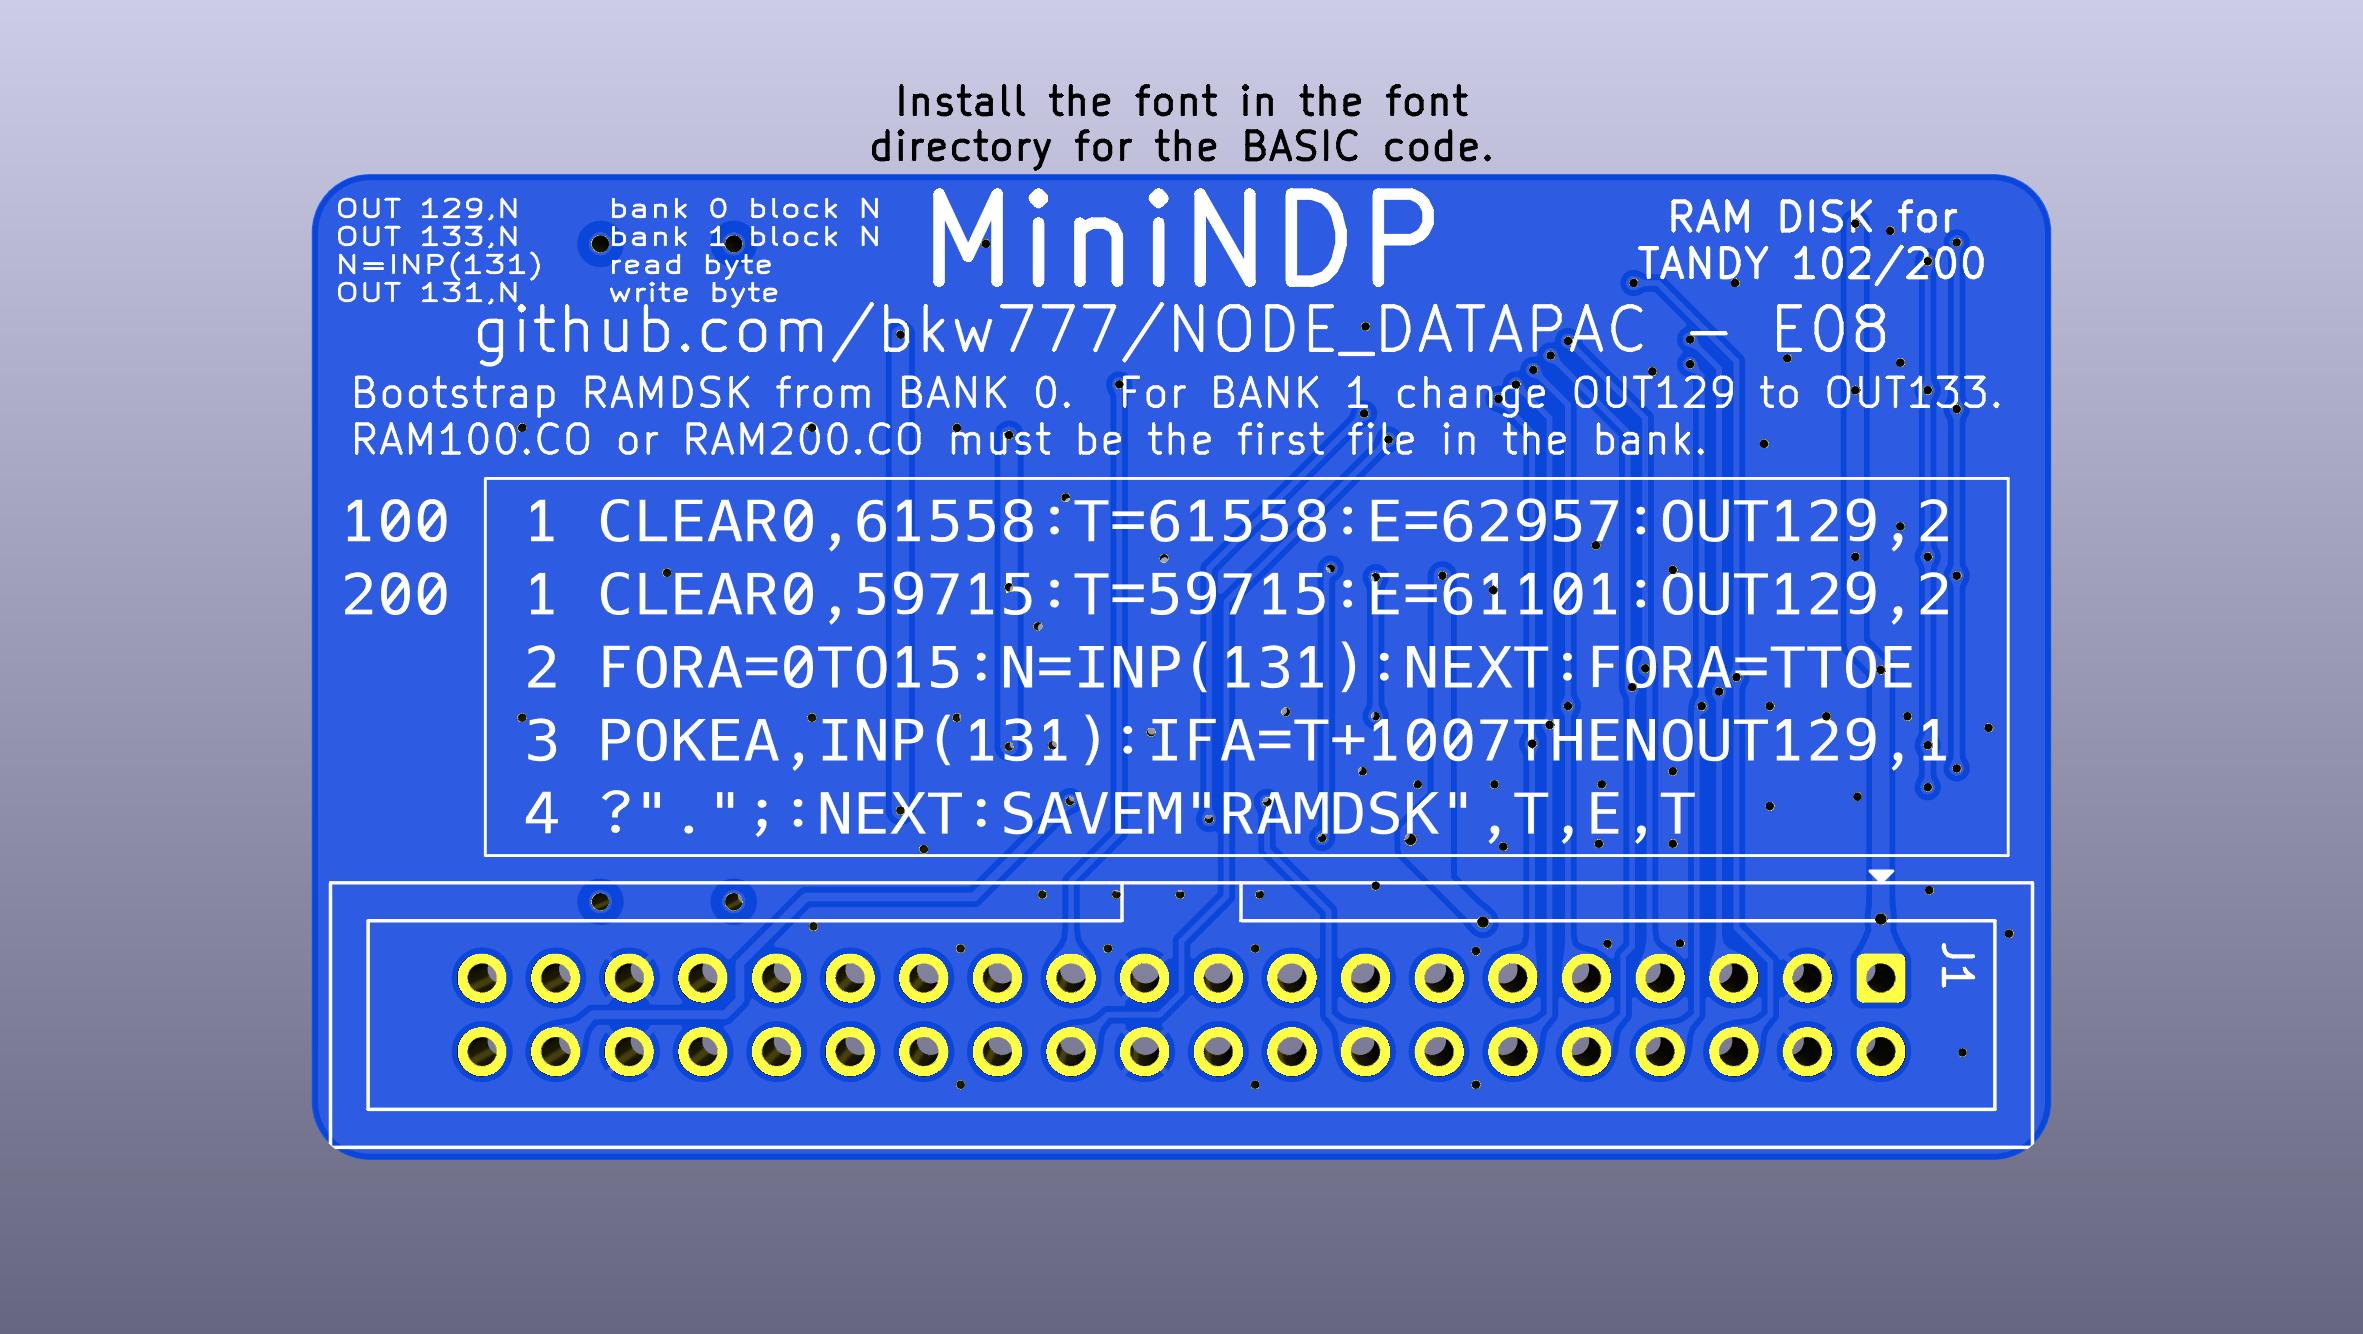 Install the font in the font
directory for the BASIC code.
OUT 129,N bank 0 block N
OUT 133,N bank 1 block N
N=INP(131) read byte
OUT 131,N write byte
MiniNDP
RAM DISK for
TANDY 102/200
github.com/bkw777/NODE_DATAPAC – E08
Bootstrap RAMDSK from BANK 0. For BANK 1 change OUT129 to OUT133.
RAM100.CO or RAM200.CO must be the first file in the bank.
100 1 CLEAR0,61558:T=61558:E=62957:OUT129,2
200 1 CLEAR0,59715:T=59715:E=61101:OUT129,2
2 FORA=0TO15:N=INP(131):NEXT:FORA=TTOE
3 POKEA,INP(131):IFA=T+1007THENOUT129,1
4 ?".";:NEXT:SAVEM"RAMDSK",T,E,T
J1